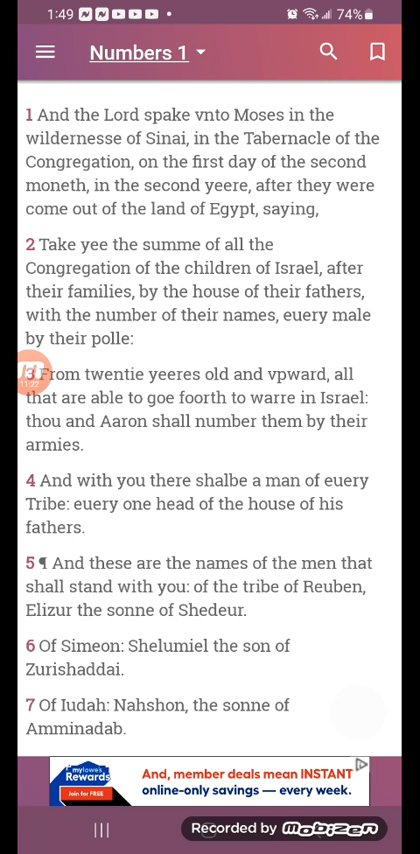 1:49 74%
Numbers 1
1 And the Lord spake vnto Moses in the
wildernesse of Sinai, in the Tabernacle of the
Congregation, on the first day of the second
moneth, in the second yeere, after they were
come out of the land of Egypt, saying,
2 Take yee the summe of all the
Congregation of the children of Israel, after
their families, by the house of their fathers,
with the number of their names, euery male
by their polle:
3 From twentie yeeres old and vpward, all
that are able to goe foorth to warre in Israel:
11:22
thou and Aaron shall number them by their
armies.
4 And with you there shalbe a man of euery
Tribe: euery one head of the house of his
fathers.
5 ¶ And these are the names of the men that
shall stand with you: of the tribe of Reuben,
Elizur the sonne of Shedeur.
6 Of Simeon: Shelumiel the son of
Zurishaddai.
7 Of Iudah: Nahshon, the sonne of
Amminadab.
mylowe's
Rewards
Join for FREE
And, member deals mean INSTANT
online-only savings — every week.
Recorded by mobizen